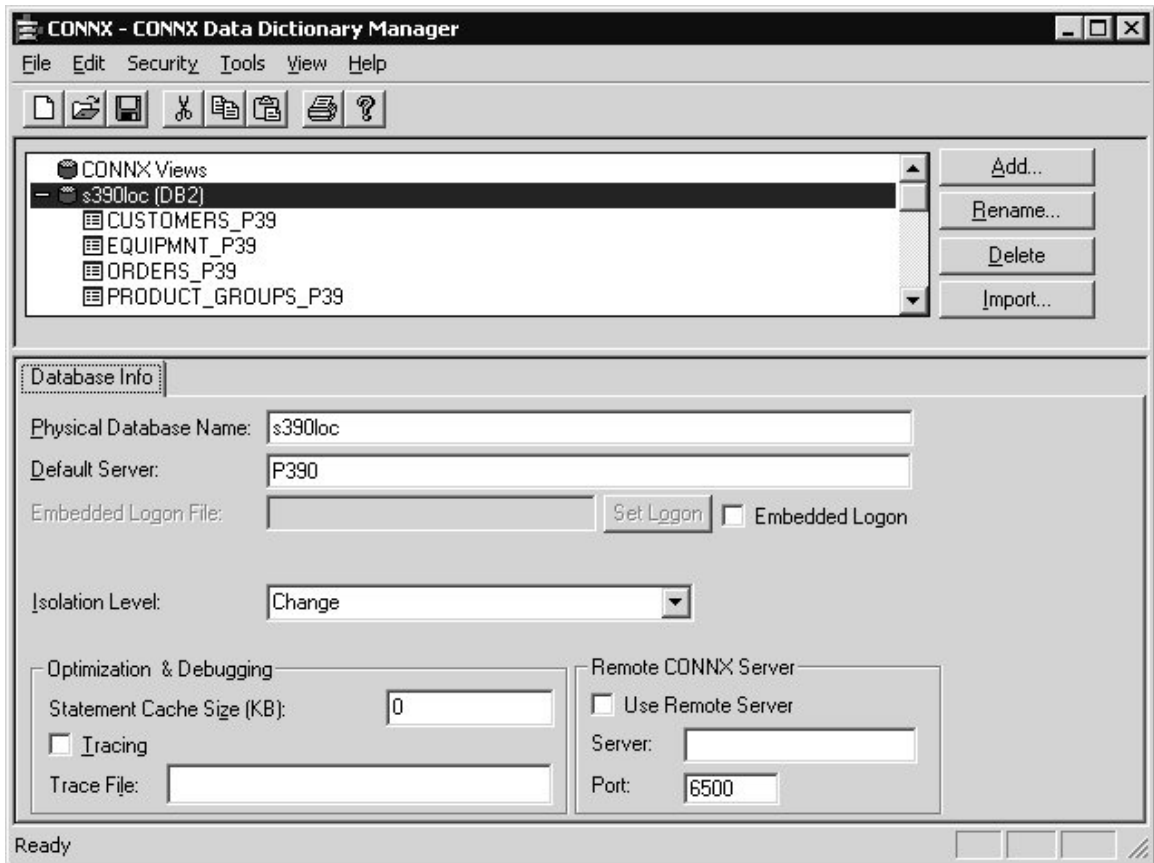 CONNX - CONNX Data Dictionary Manager
File Edit Security Tools View Help
CONNX Views
s390loc (DB2)
CUSTOMERS_P39
EQUIPMNT_P39
ORDERS_P39
PRODUCT_GROUPS_P39
Add...
Rename...
Delete
Import...
Database Info
Physical Database Name: s390loc
Default Server: P390
Embedded Logon File: Set Logon Embedded Logon
Isolation Level: Change
Optimization & Debugging
Statement Cache Size (KB): 0
Tracing
Trace File:
Remote CONNX Server
Use Remote Server
Server:
Port: 6500
Ready